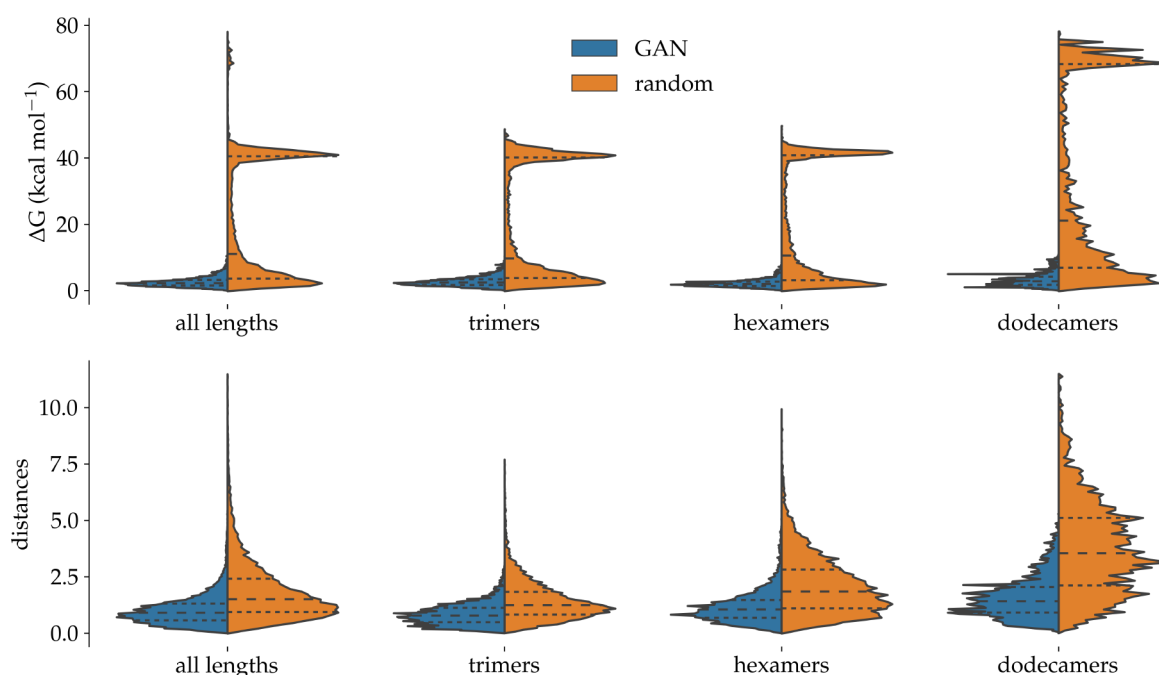 80
60
40
20
0
ΔG (kcal mol⁻¹)
GAN
random
all lengths trimers hexamers dodecamers
10.0
7.5
5.0
2.5
0.0
distances
all lengths trimers hexamers dodecamers